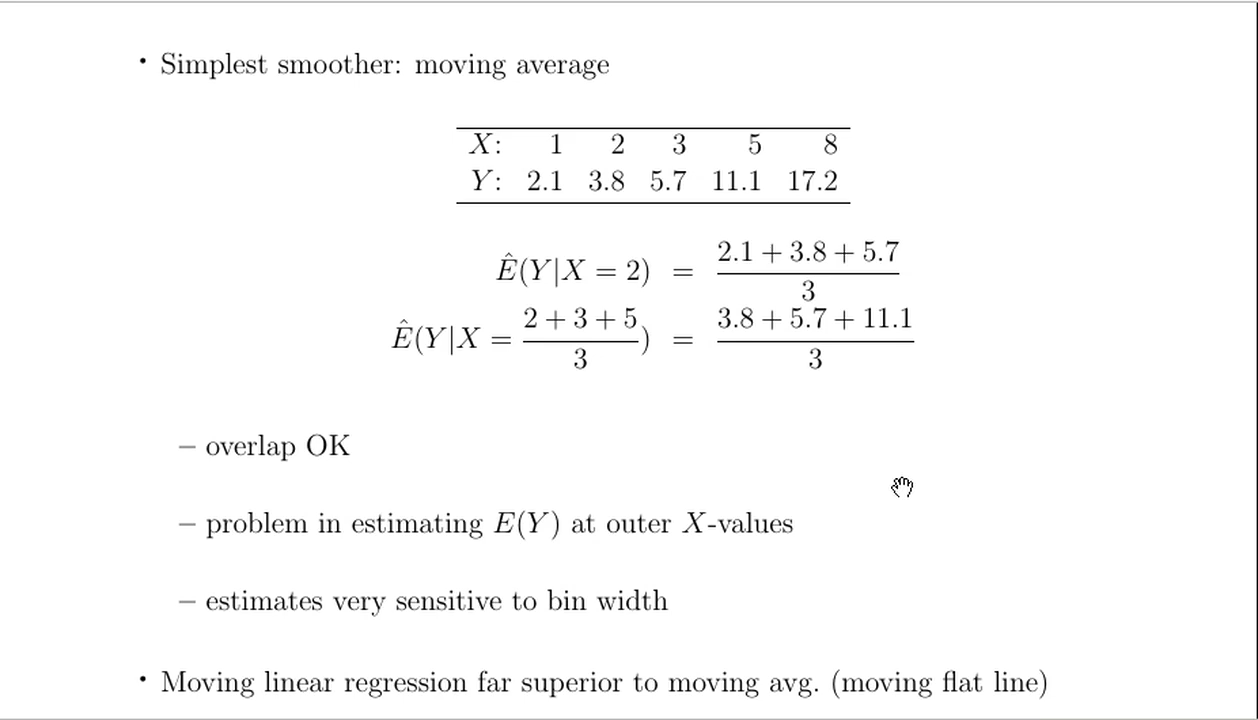 • Simplest smoother: moving average
X: 1 2 3 5 8
Y: 2.1 3.8 5.7 11.1 17.2
Ê(Y|X = 2) = (2.1 + 3.8 + 5.7)/3
Ê(Y|X = (2 + 3 + 5)/3) = (3.8 + 5.7 + 11.1)/3
– overlap OK
– problem in estimating E(Y) at outer X-values
– estimates very sensitive to bin width
• Moving linear regression far superior to moving avg. (moving flat line)